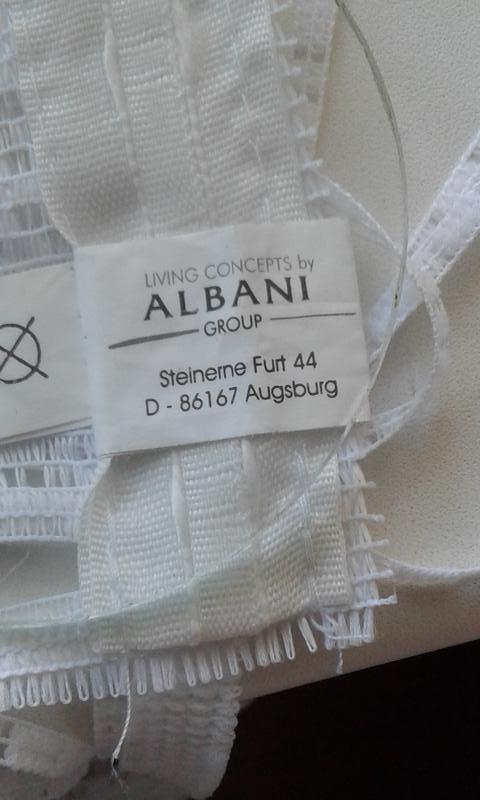 LIVING CONCEPTS by
ALBANI
GROUP
Steinerne Furt 44
D - 86167 Augsburg